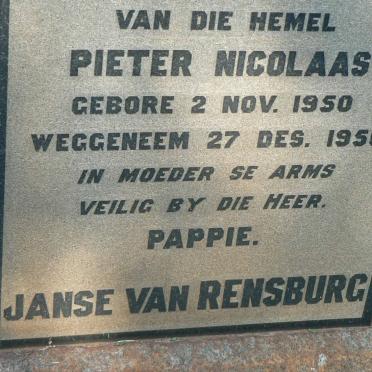 VAN DIE HEMEL
PIETER NICOLAAS
GEBORE 2 NOV. 1950
WEGGENEEM 27 DES.
IN MOEDER SE ARMS
VEILIG BY DIE HEER.
PAPPIE.
JANSE VAN RENSBURG